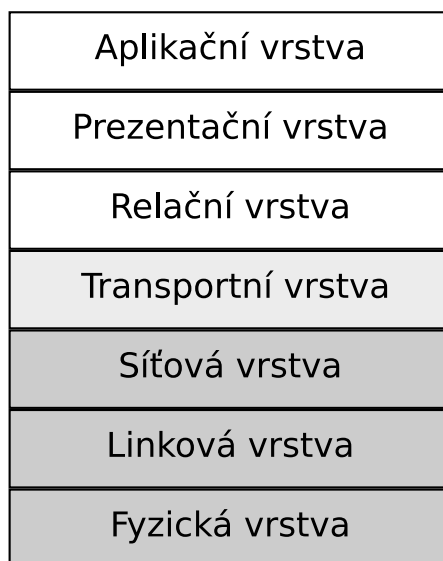 Aplikační vrstva
Prezentační vrstva
Relační vrstva
Transportní vrstva
Síťová vrstva
Linková vrstva
Fyzická vrstva